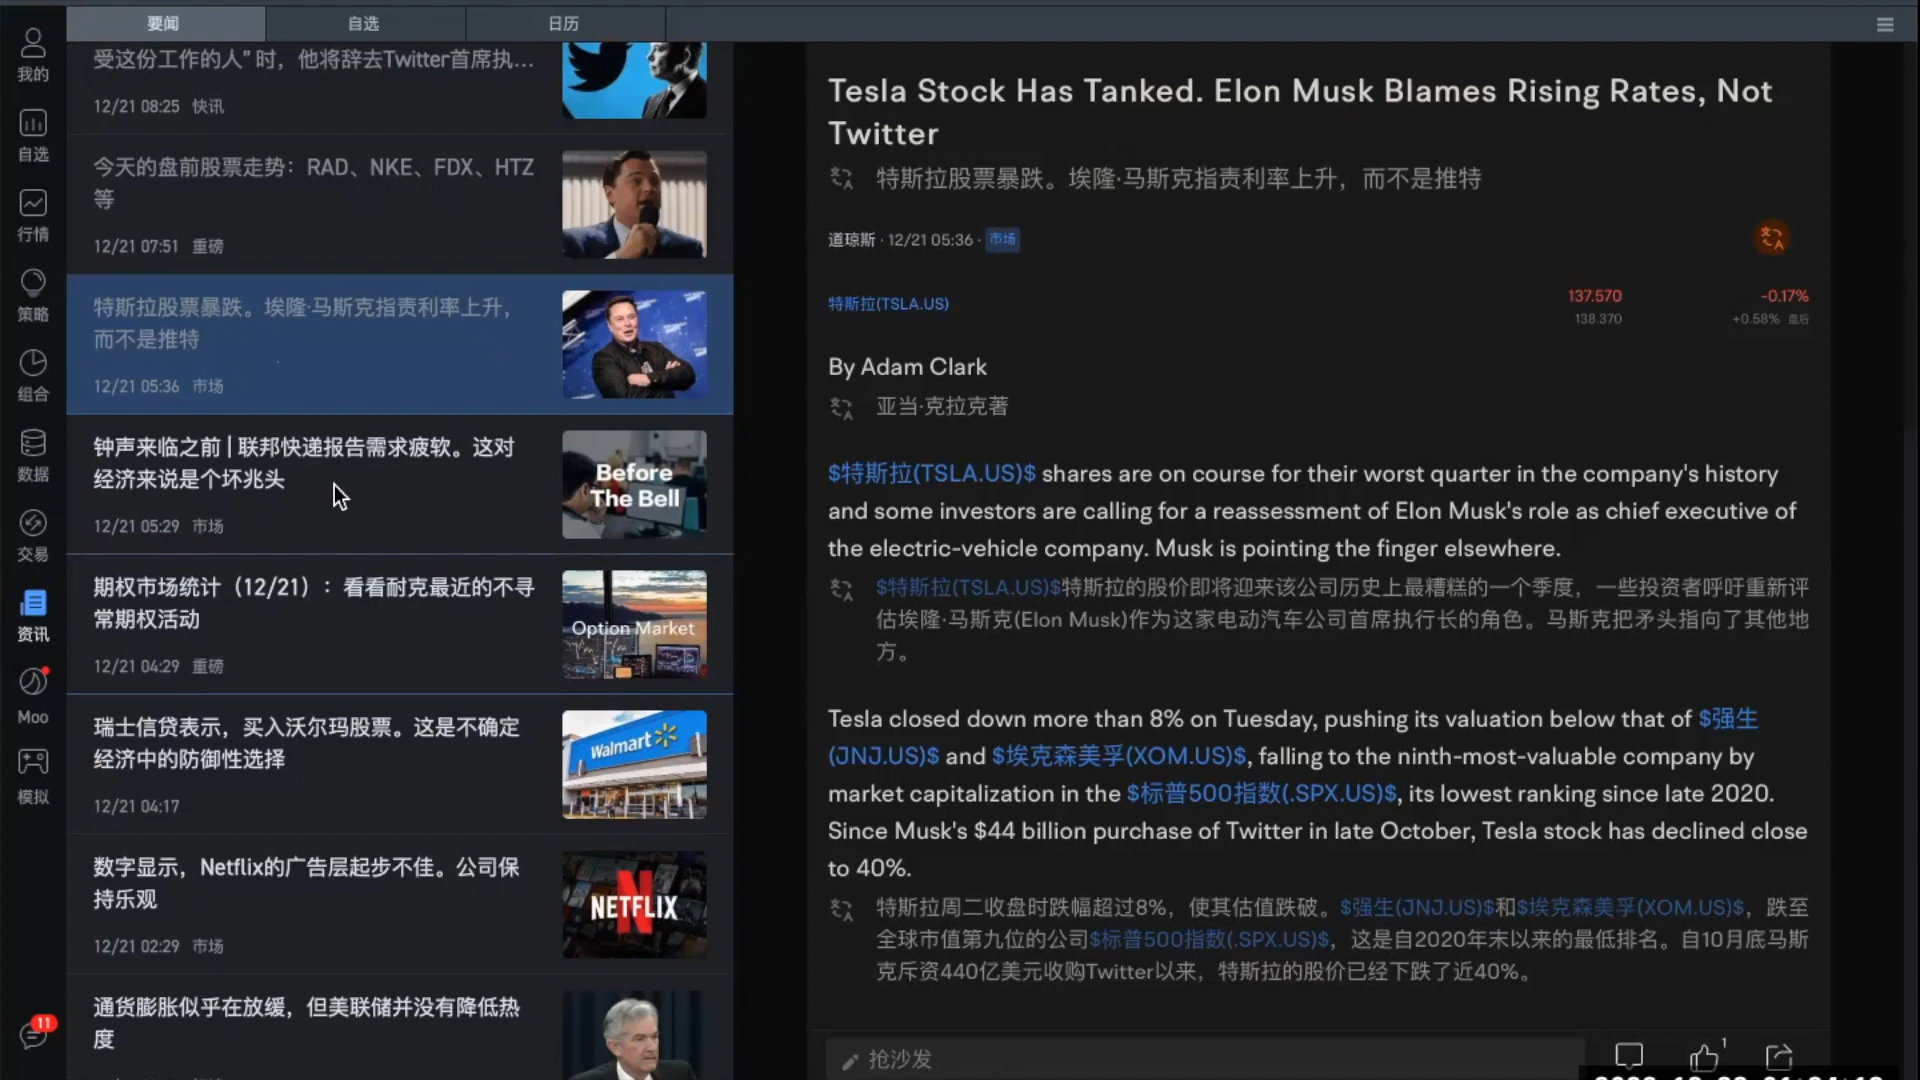 要闻
自选
日历
我的
自选
行情
策略
组合
数据
交易
资讯
Moo
模拟
11
受这份工作的人”时，他将辞去Twitter首席执...
12/21 08:25 快讯
今天的盘前股票走势：RAD、NKE、FDX、HTZ
等
12/21 07:51 重磅
特斯拉股票暴跌。埃隆·马斯克指责利率上升，
而不是推特
12/21 05:36 市场
钟声来临之前 | 联邦快递报告需求疲软。这对
经济来说是个坏兆头
12/21 05:29 市场
Before
The Bell
期权市场统计（12/21）：看看耐克最近的不寻
常期权活动
12/21 04:29 重磅
Option Market
瑞士信贷表示，买入沃尔玛股票。这是不确定
经济中的防御性选择
12/21 04:17
Walmart
数字显示，Netflix的广告层起步不佳。公司保
持乐观
12/21 02:29 市场
NETFLIX
通货膨胀似乎在放缓，但美联储并没有降低热
度
Tesla Stock Has Tanked. Elon Musk Blames Rising Rates, Not
Twitter
特斯拉股票暴跌。埃隆·马斯克指责利率上升，而不是推特
道琼斯 · 12/21 05:36 · 市场
特斯拉(TSLA.US)
137.570
-0.17%
138.370
+0.58% 盘后
By Adam Clark
亚当·克拉克著
$特斯拉(TSLA.US)$ shares are on course for their worst quarter in the company's history
and some investors are calling for a reassessment of Elon Musk's role as chief executive of
the electric-vehicle company. Musk is pointing the finger elsewhere.
$特斯拉(TSLA.US)$特斯拉的股价即将迎来该公司历史上最糟糕的一个季度，一些投资者呼吁重新评
估埃隆·马斯克(Elon Musk)作为这家电动汽车公司首席执行长的角色。马斯克把矛头指向了其他地
方。
Tesla closed down more than 8% on Tuesday, pushing its valuation below that of $强生
(JNJ.US)$ and $埃克森美孚(XOM.US)$, falling to the ninth-most-valuable company by
market capitalization in the $标普500指数(.SPX.US)$, its lowest ranking since late 2020.
Since Musk's $44 billion purchase of Twitter in late October, Tesla stock has declined close
to 40%.
特斯拉周二收盘时跌幅超过8%，使其估值跌破。$强生(JNJ.US)$和$埃克森美孚(XOM.US)$，跌至
全球市值第九位的公司$标普500指数(.SPX.US)$，这是自2020年末以来的最低排名。自10月底马斯
克斥资440亿美元收购Twitter以来，特斯拉的股价已经下跌了近40%。
抢沙发
1